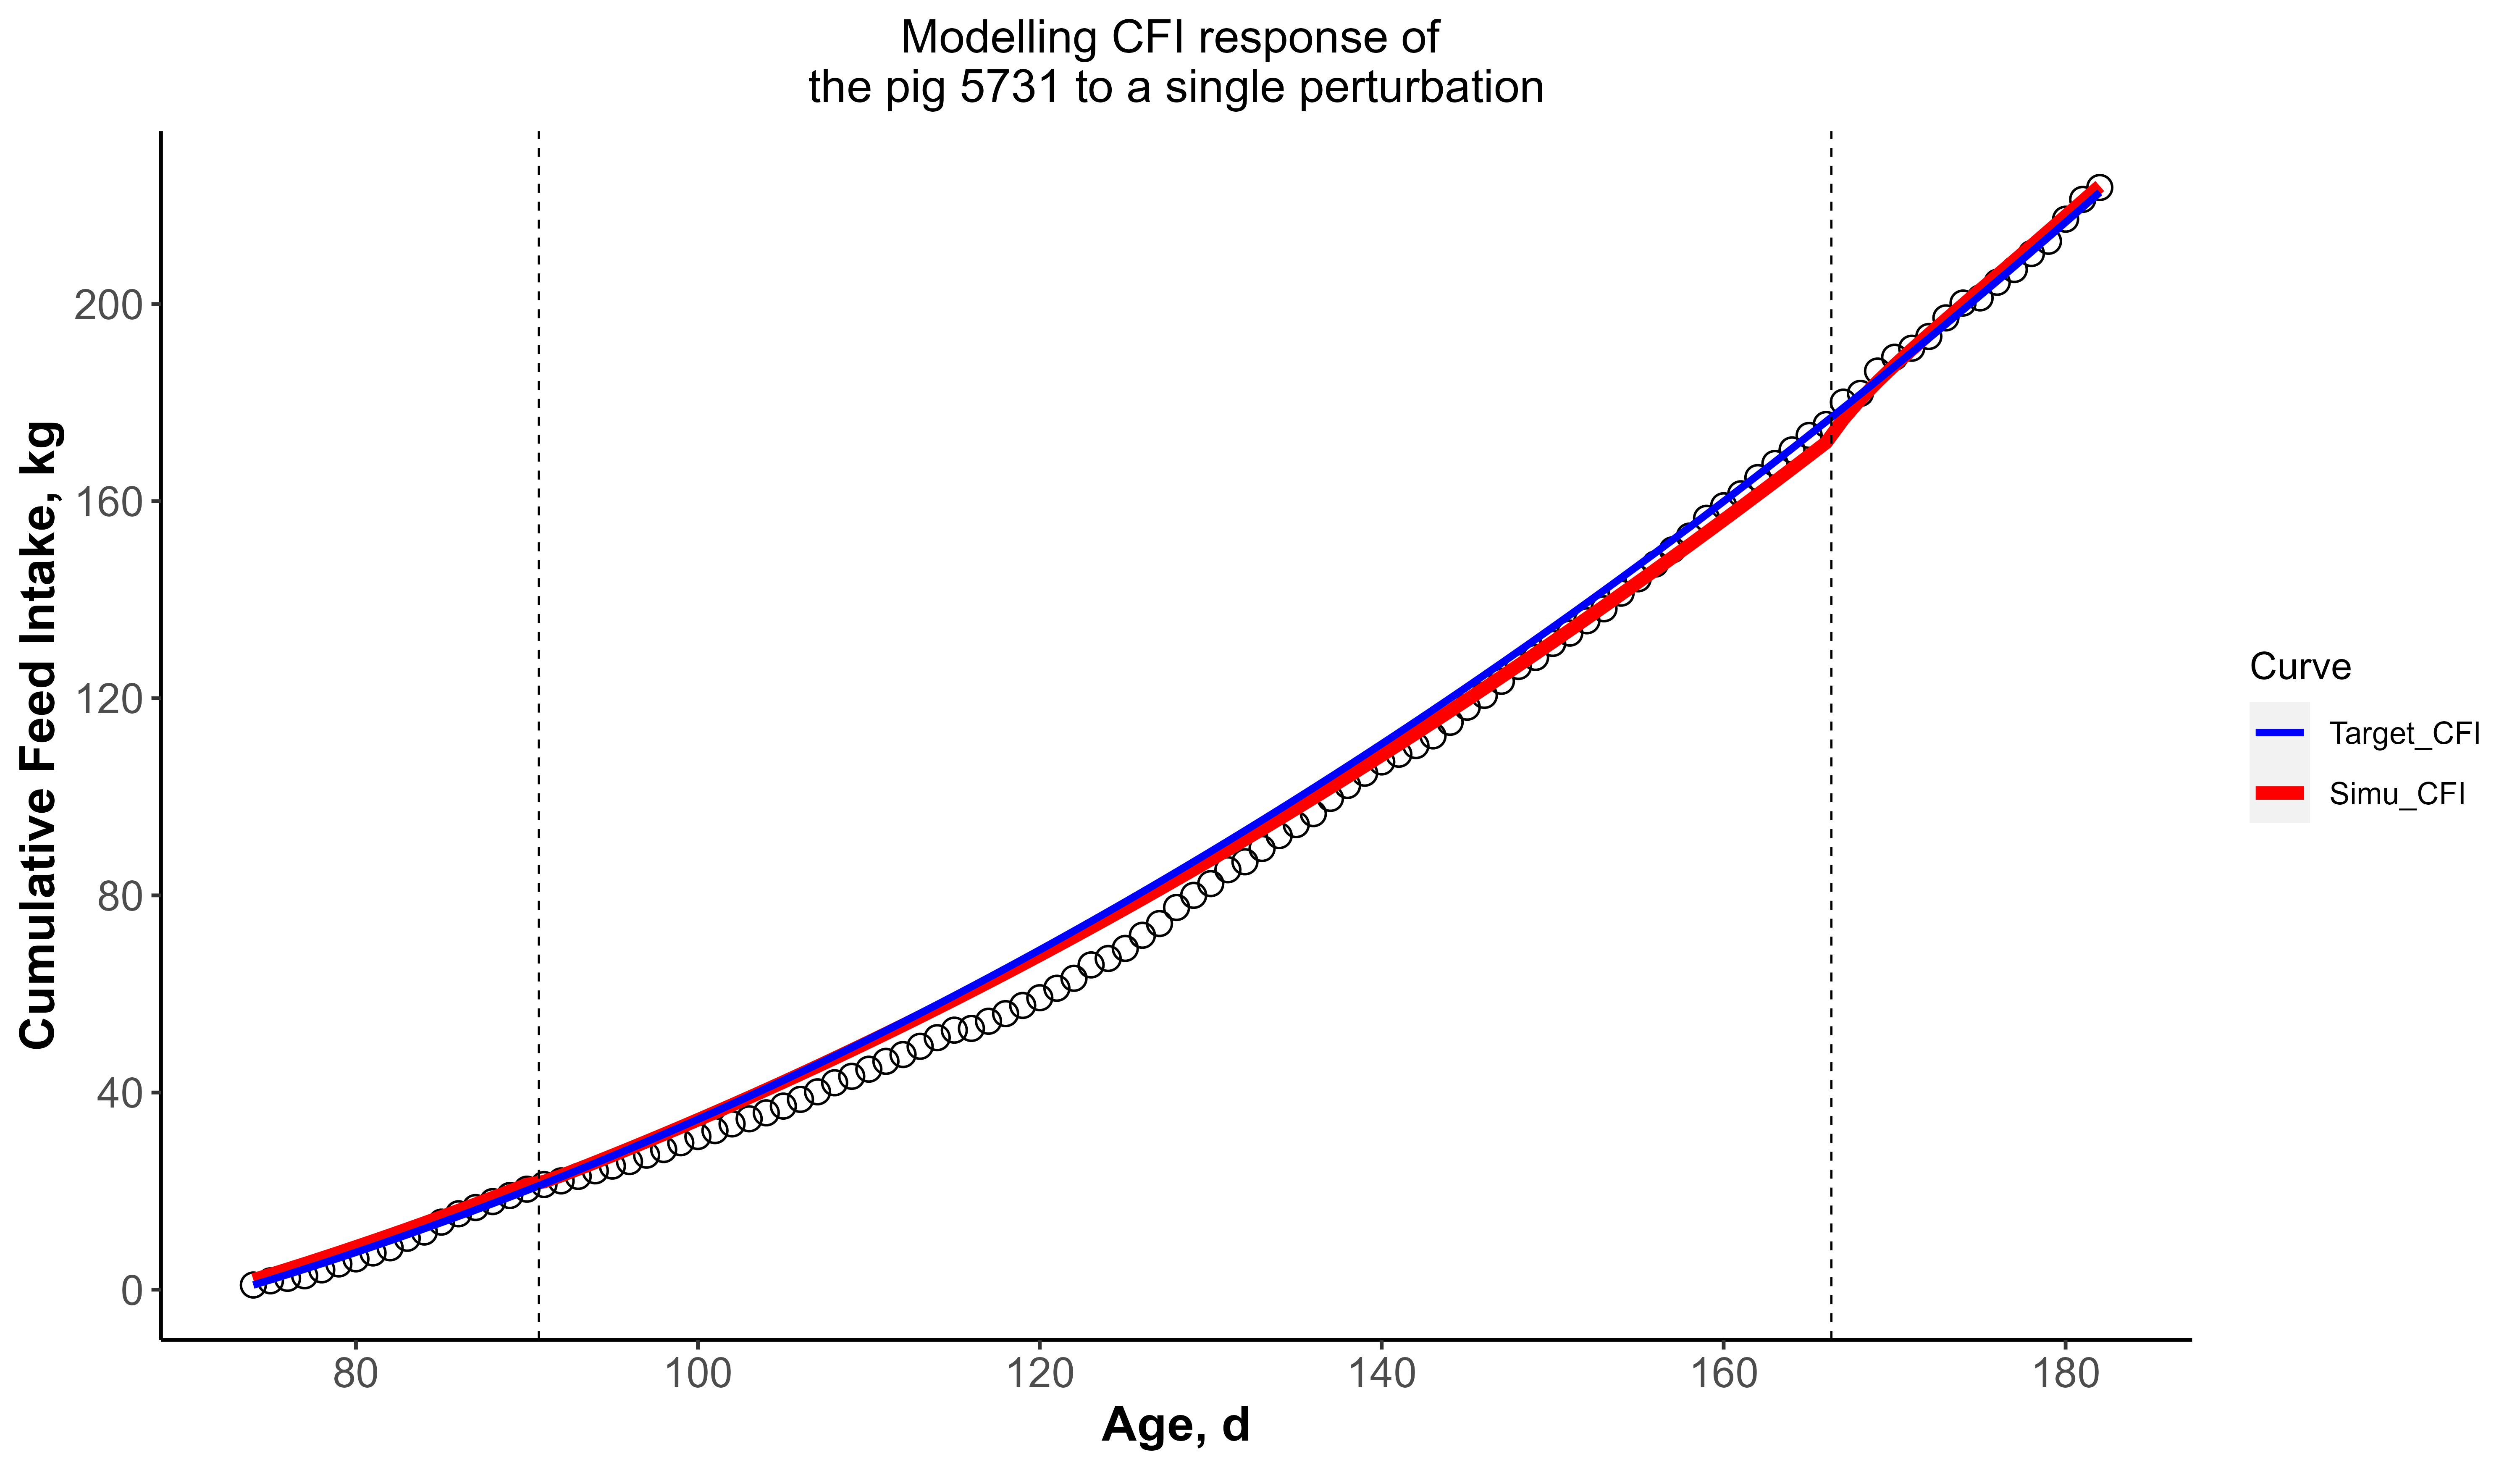 Modelling CFI response of
the pig 5731 to a single perturbation
Cumulative Feed Intake, kg
200
160
120
80
40
0
80
100
120
140
160
180
Age, d
Curve
Target_CFI
Simu_CFI